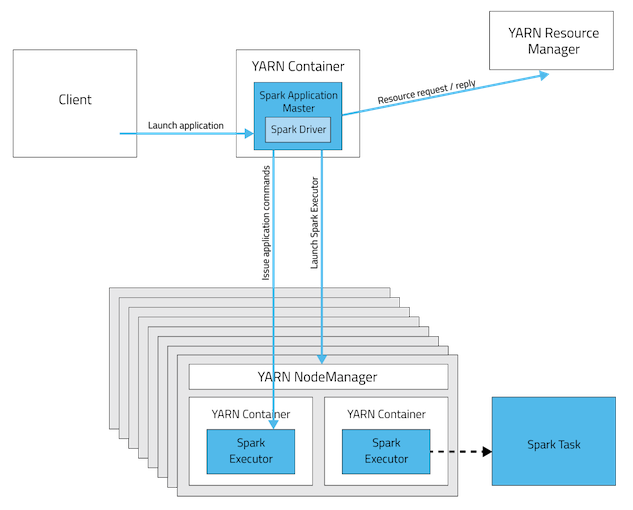 YARN Resource
Manager
YARN Container
Client
Spark Application
Master
Spark Driver
Launch application
Resource request / reply
Issue application commands
Launch Spark Executor
YARN NodeManager
YARN Container
YARN Container
Spark
Executor
Spark
Executor
Spark Task